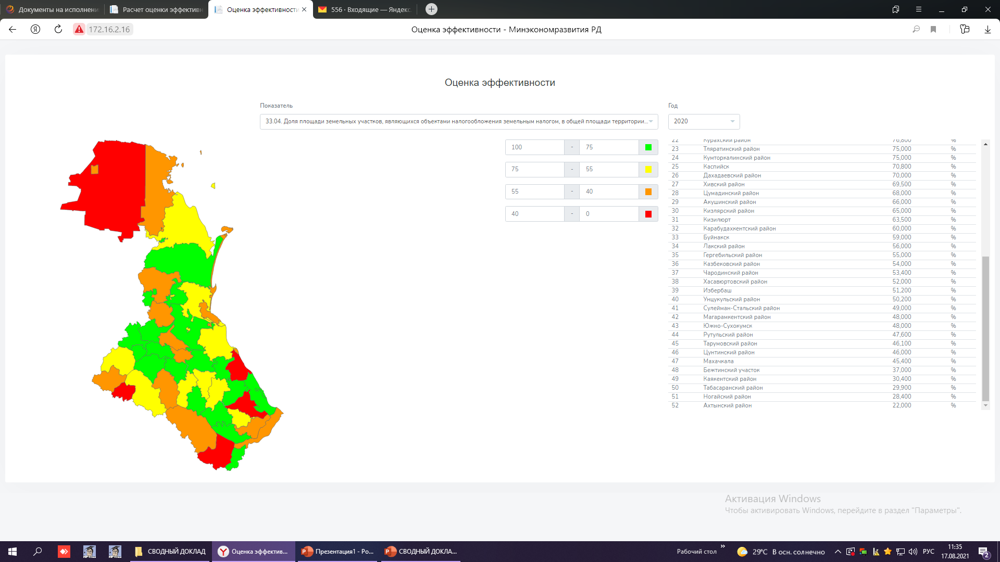 Документы на исполнени
Расчет оценки эффективн
Оценка эффективности
556 · Входящие — Яндекс.
172.16.2.16
Оценка эффективности - Минэкономразвития РД
Оценка эффективности
Показатель
Год
33.04. Доля площади земельных участков, являющихся объектами налогообложения земельным налогом, в общей площади территории...
2020
100 - 75
75 - 55
55 - 40
40 - 0
22 Курахский район 76,800 %
23 Тляратинский район 75,000 %
24 Кумторкалинский район 75,000 %
25 Каспийск 70,800 %
26 Дахадаевский район 70,000 %
27 Хивский район 69,500 %
28 Цумадинский район 68,000 %
29 Акушинский район 66,000 %
30 Кизлярский район 65,000 %
31 Кизилюрт 63,500 %
32 Карабудахкентский район 60,000 %
33 Буйнакск 59,000 %
34 Лакский район 56,000 %
35 Гергебильский район 55,000 %
36 Казбековский район 54,000 %
37 Чародинский район 53,400 %
38 Хасавюртовский район 52,000 %
39 Избербаш 51,200 %
40 Унцукульский район 50,200 %
41 Сулейман-Стальский район 49,000 %
42 Магарамкентский район 48,000 %
43 Южно-Сухокумск 48,000 %
44 Рутульский район 47,600 %
45 Тарумовский район 46,100 %
46 Цунтинский район 46,000 %
47 Махачкала 45,400 %
48 Бежтинский участок 37,000 %
49 Каякентский район 30,400 %
50 Табасаранский район 29,900 %
51 Ногайский район 28,400 %
52 Ахтынский район 22,000 %
Активация Windows
Чтобы активировать Windows, перейдите в раздел "Параметры".
СВОДНЫЙ ДОКЛАД
Оценка эффектив...
Презентация1 - Po...
СВОДНЫЙ ДОКЛА...
Рабочий стол
29°C В осн. солнечно
РУС
11:35
17.08.2021
2